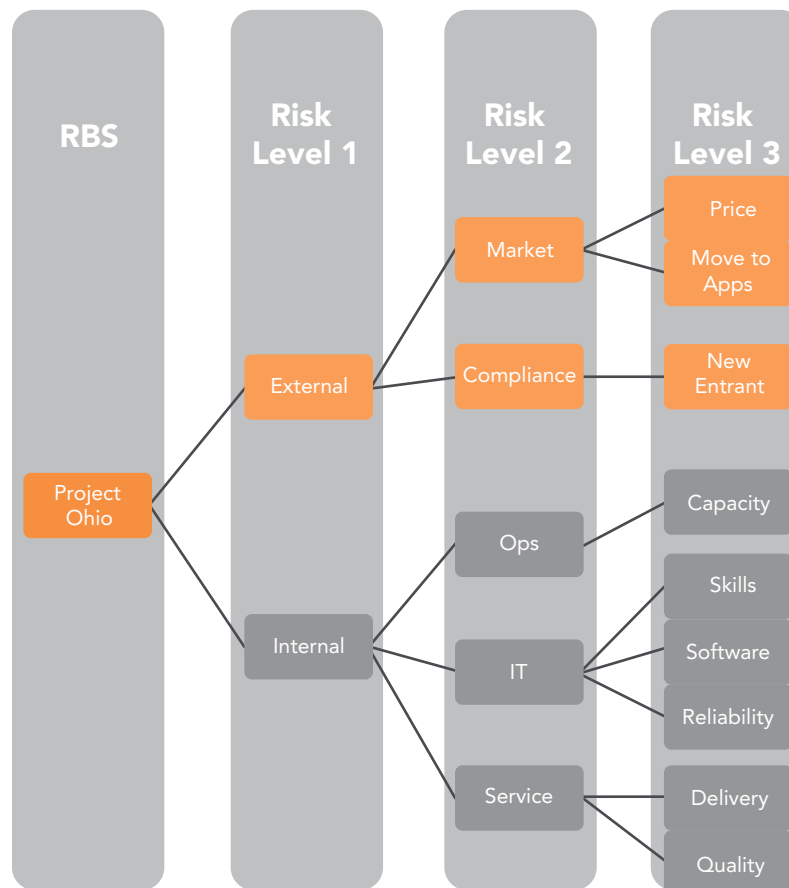 RBS
Risk
Level 1
Risk
Level 2
Risk
Level 3
Project
Ohio
External
Internal
Market
Compliance
Ops
IT
Service
Price
Move to
Apps
New
Entrant
Capacity
Skills
Software
Reliability
Delivery
Quality